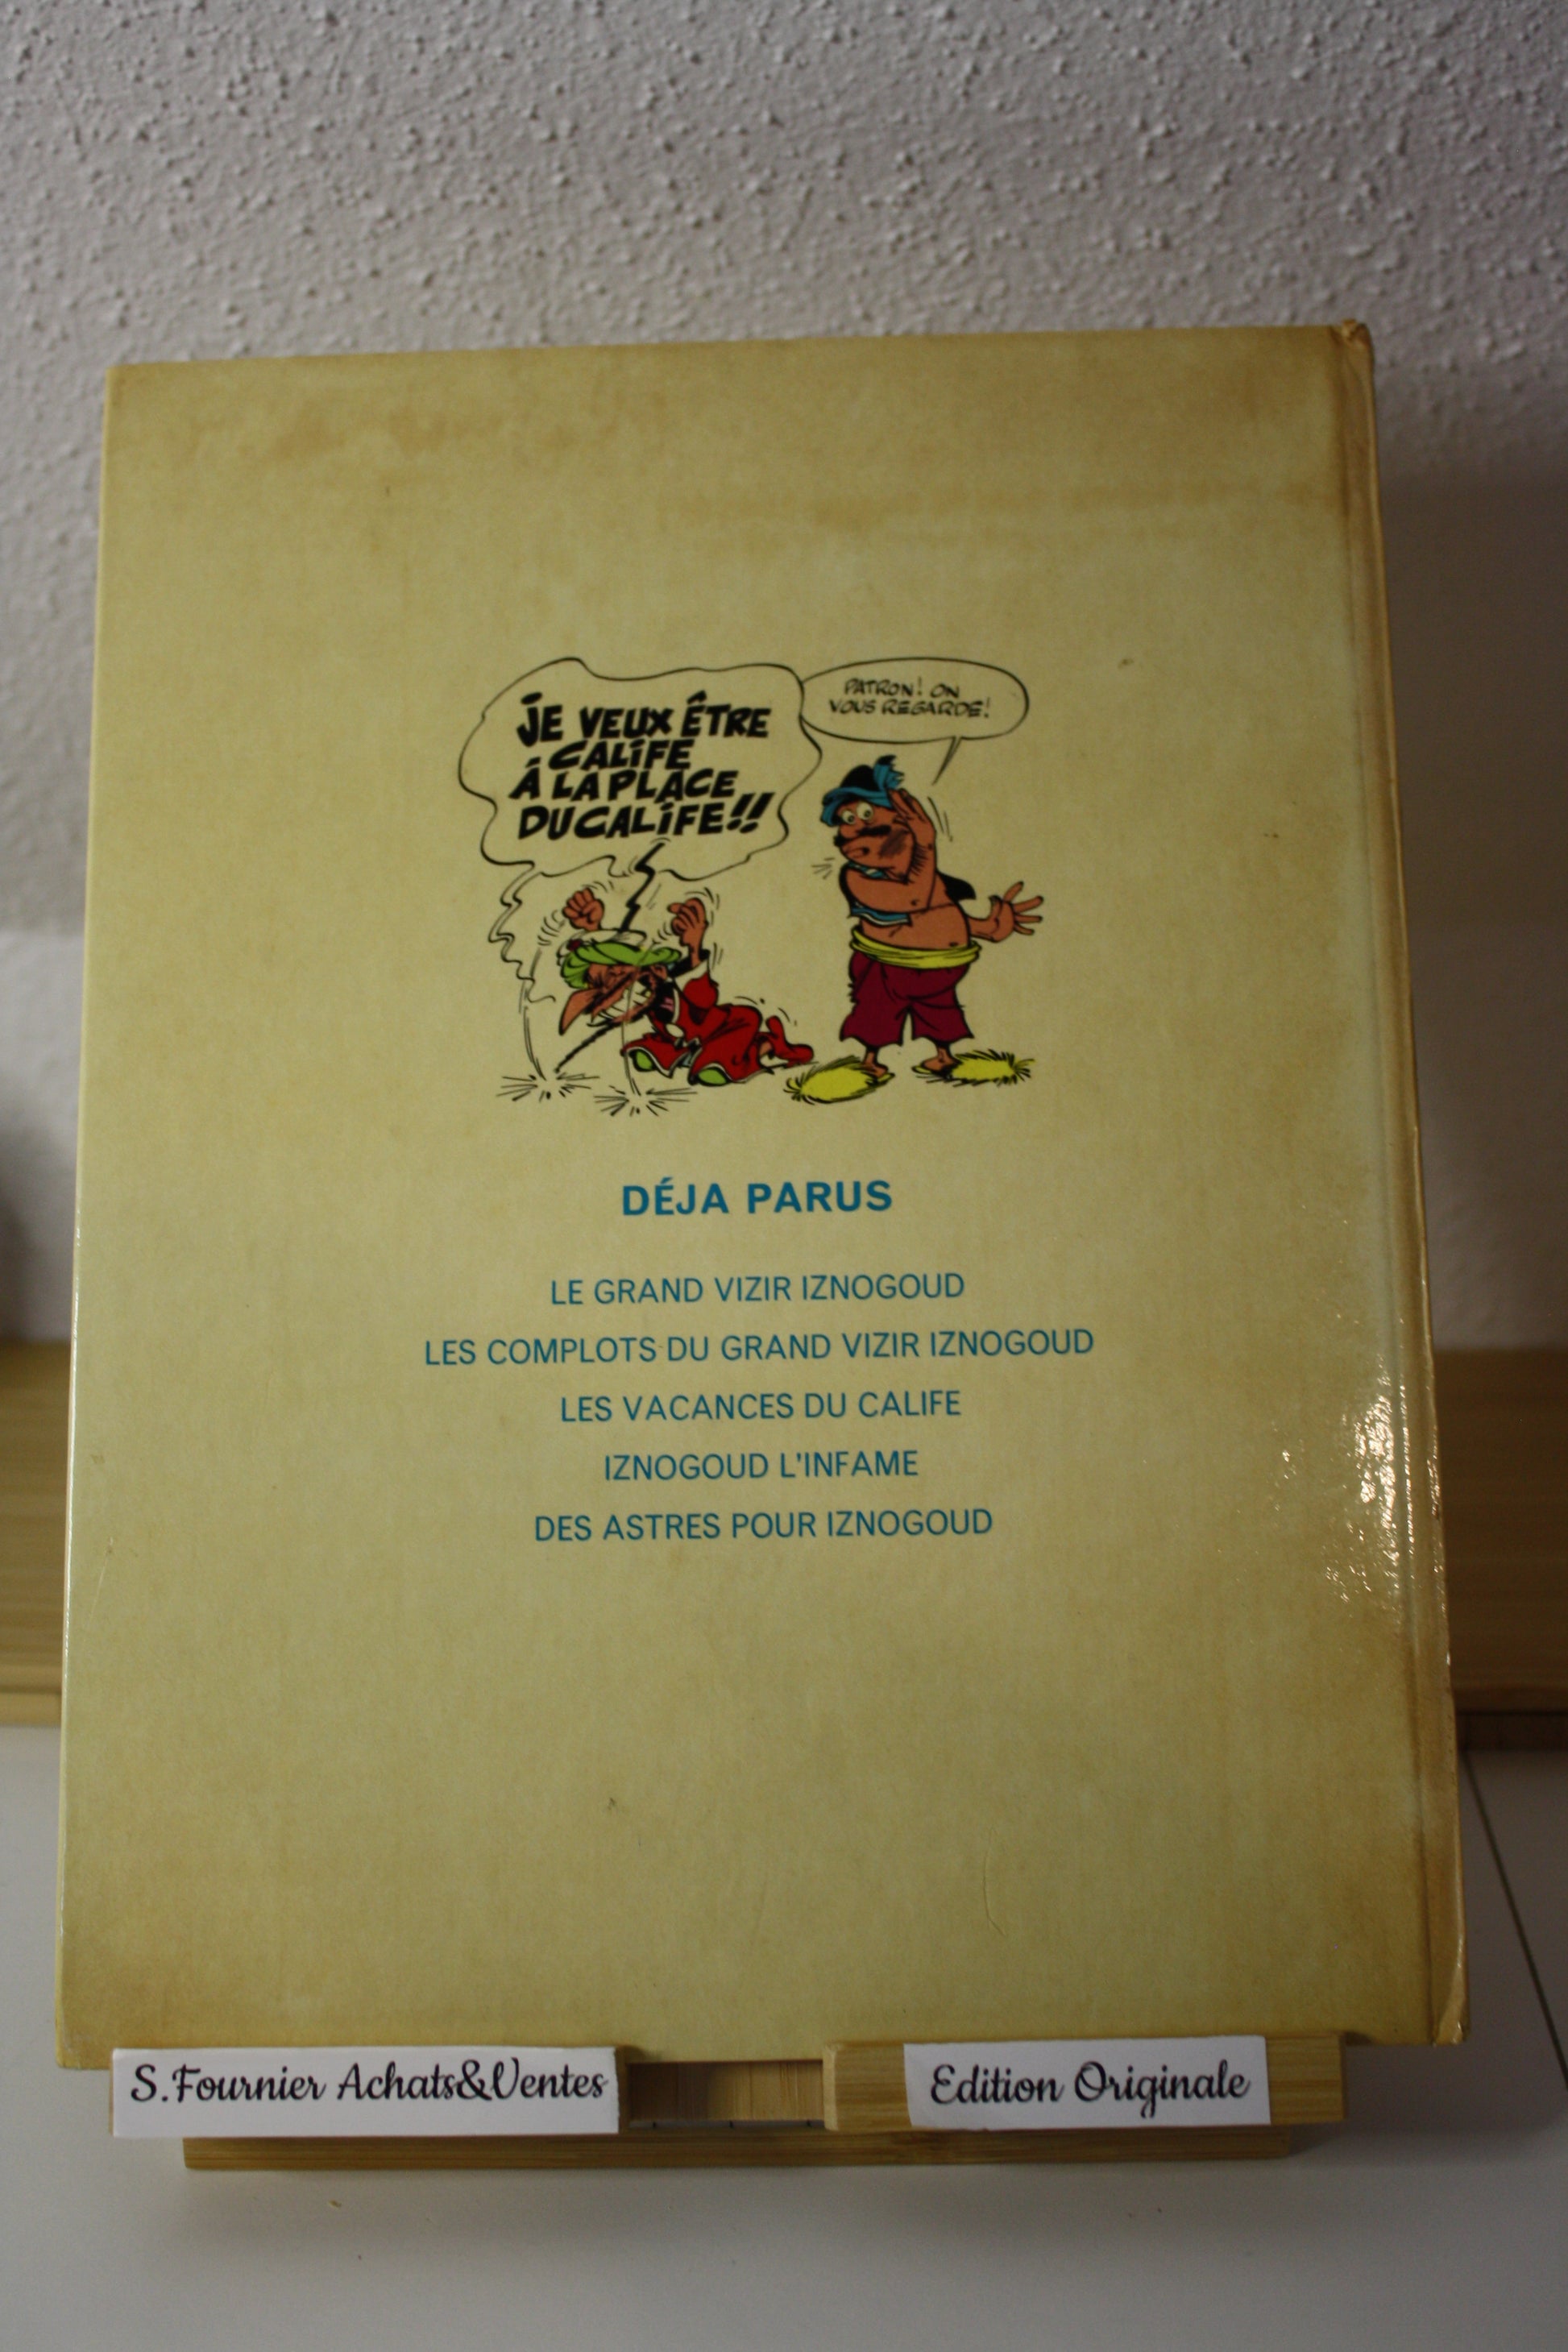 JE VEUX ÊTRE
CALIFE
Á LA PLACE
DU CALIFE!!
PATRON! ON
VOUS REGARDE!
DÉJA PARUS
LE GRAND VIZIR IZNOGOUD
LES COMPLOTS DU GRAND VIZIR IZNOGOUD
LES VACANCES DU CALIFE
IZNOGOUD L'INFAME
DES ASTRES POUR IZNOGOUD
S.Fournier Achats&Ventes
Edition Originale